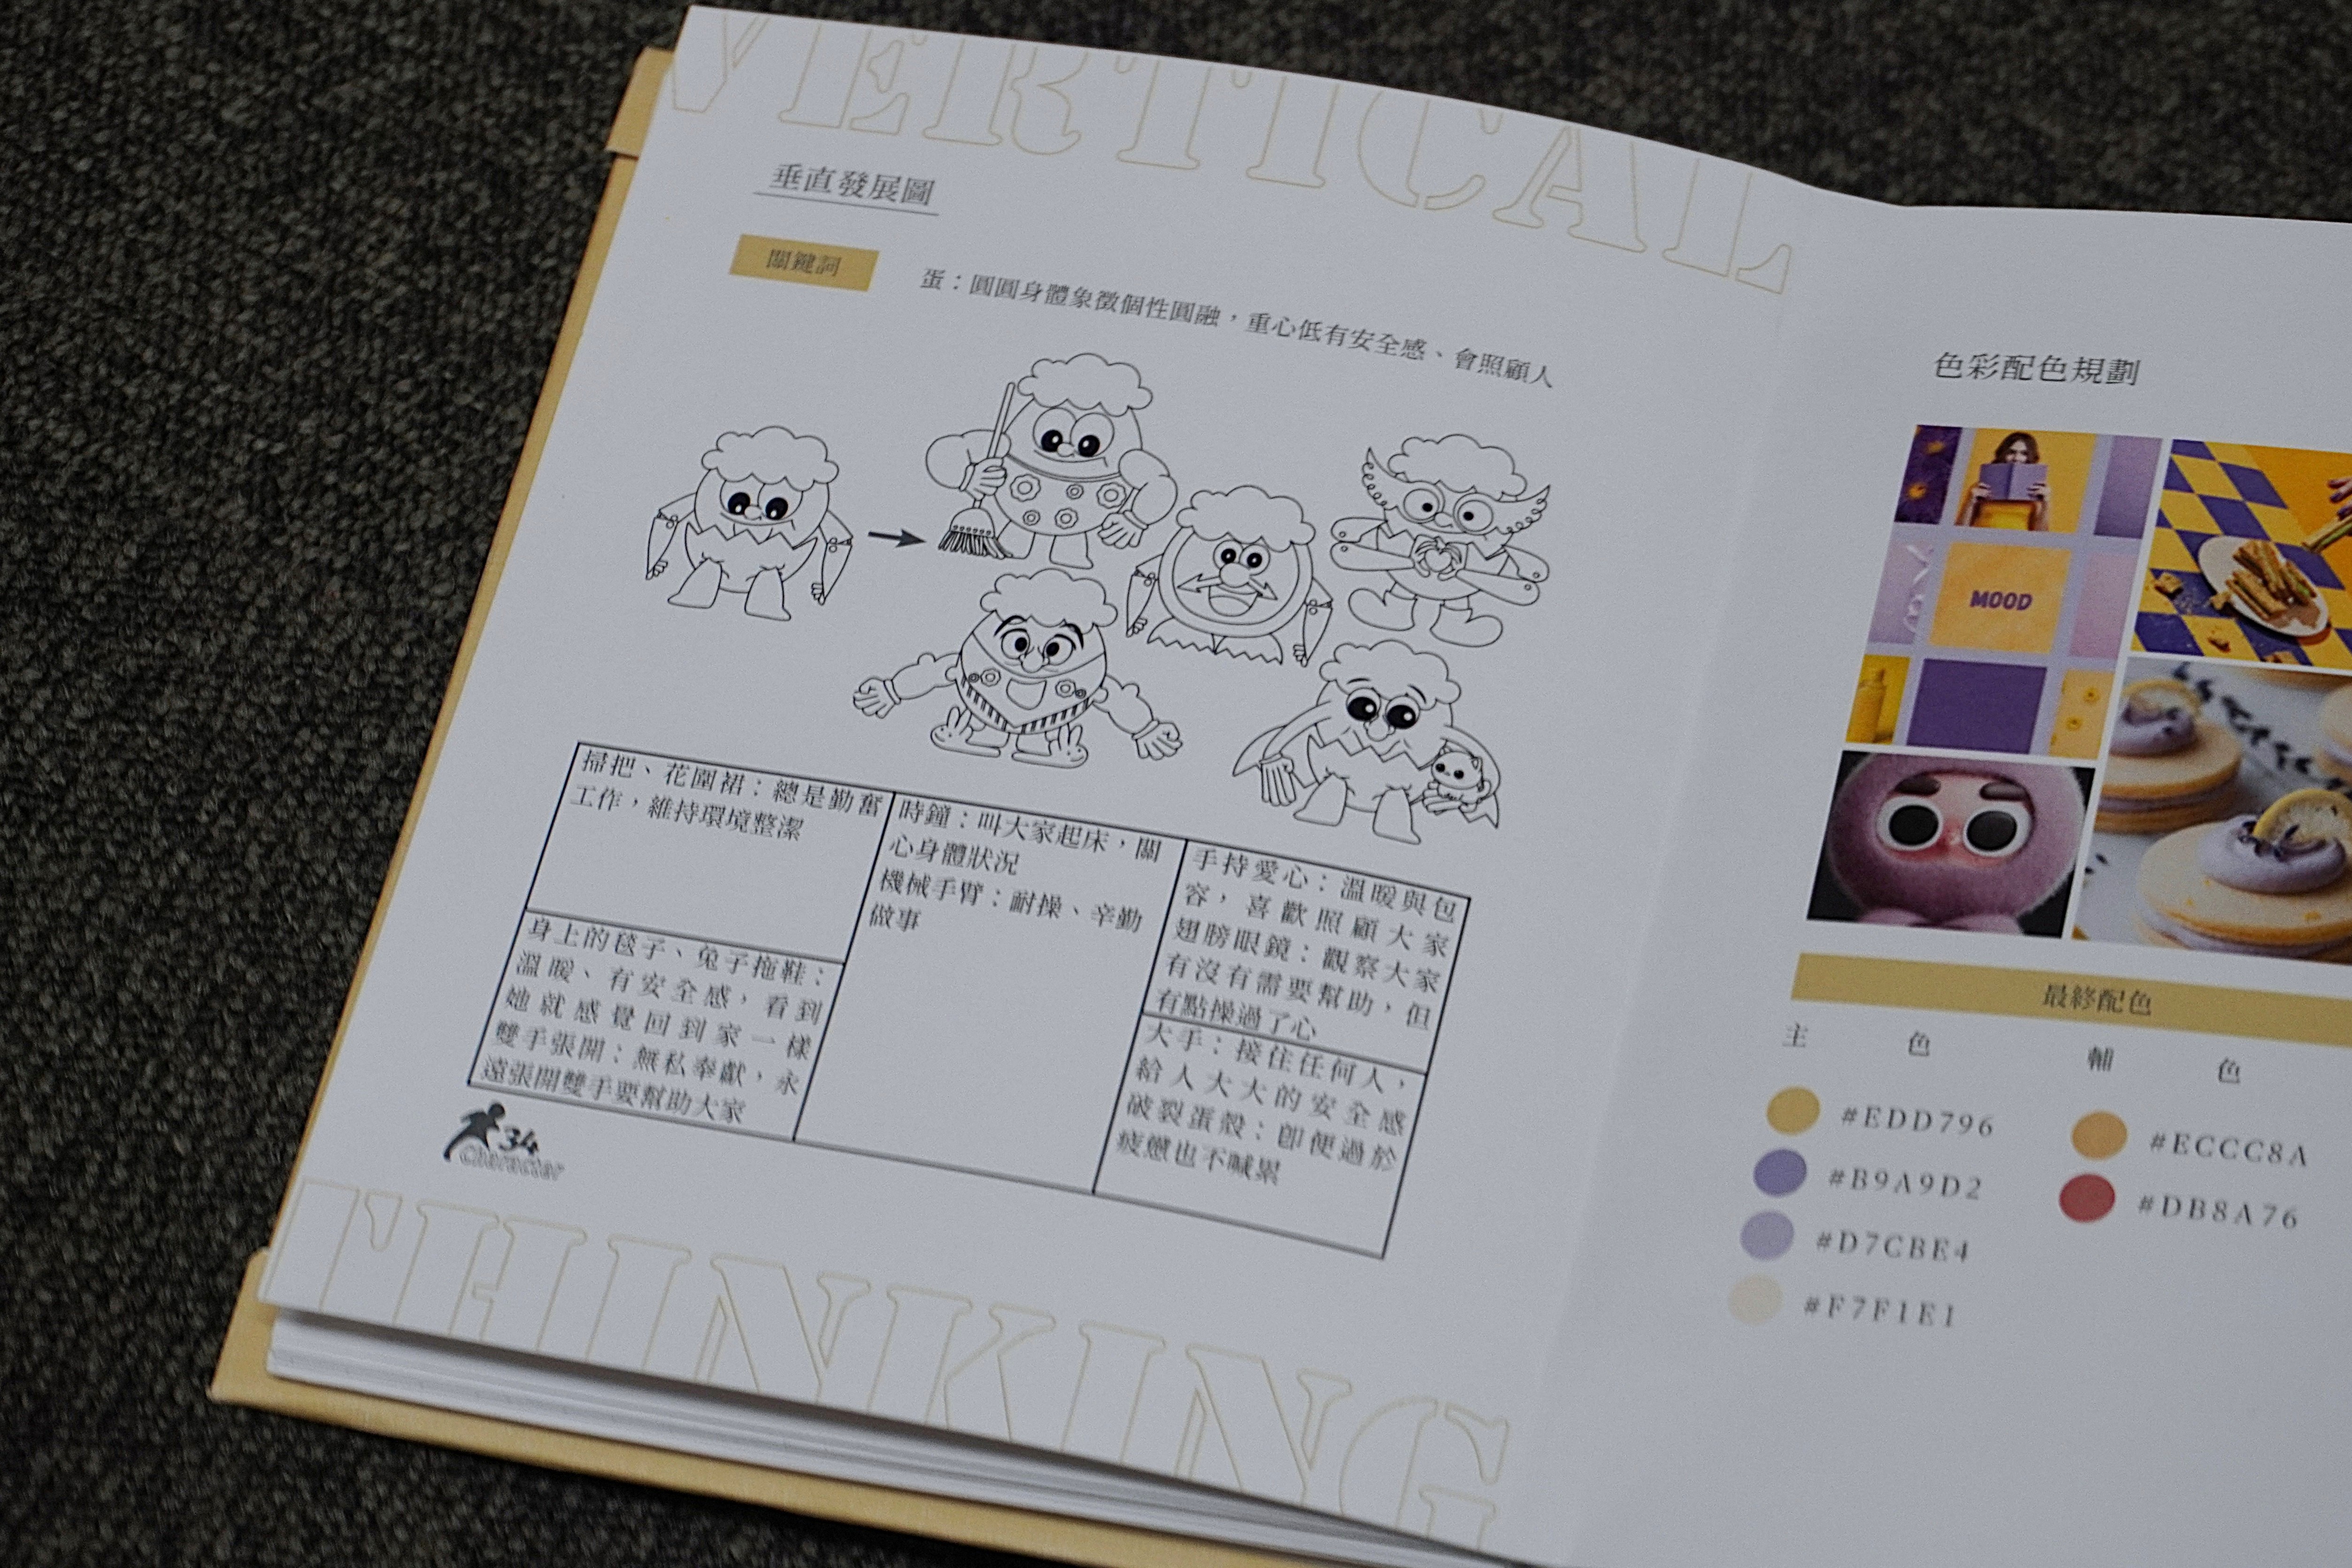 VERTICAL
垂直發展圖
關鍵詞
蛋：圓圓身體象徵個性圓融，重心低有安全感、會照顧人
掃把、花圍裙：總是勤奮
工作，維持環境整潔
身上的毯子、兔子拖鞋：
溫暖、有安全感，看到
她就感覺回到家一樣
雙手張開：無私奉獻，永
遠張開雙手要幫助大家
時鐘：叫大家起床，關
心身體狀況
機械手臂：耐操、辛勤
做事
手持愛心：溫暖與包
容，喜歡照顧大家
翅膀眼鏡：觀察大家
有沒有需要幫助，但
有點操過了心
大手：接住任何人，
給人大大的安全感
破裂蛋殼：即便過於
疲憊也不喊累
34
Character
THINKING
色彩配色規劃
MOOD
最終配色
主色
輔色
#EDD796
#B9A9D2
#D7CBE4
#F7F1E1
#ECCC8A
#DB8A76